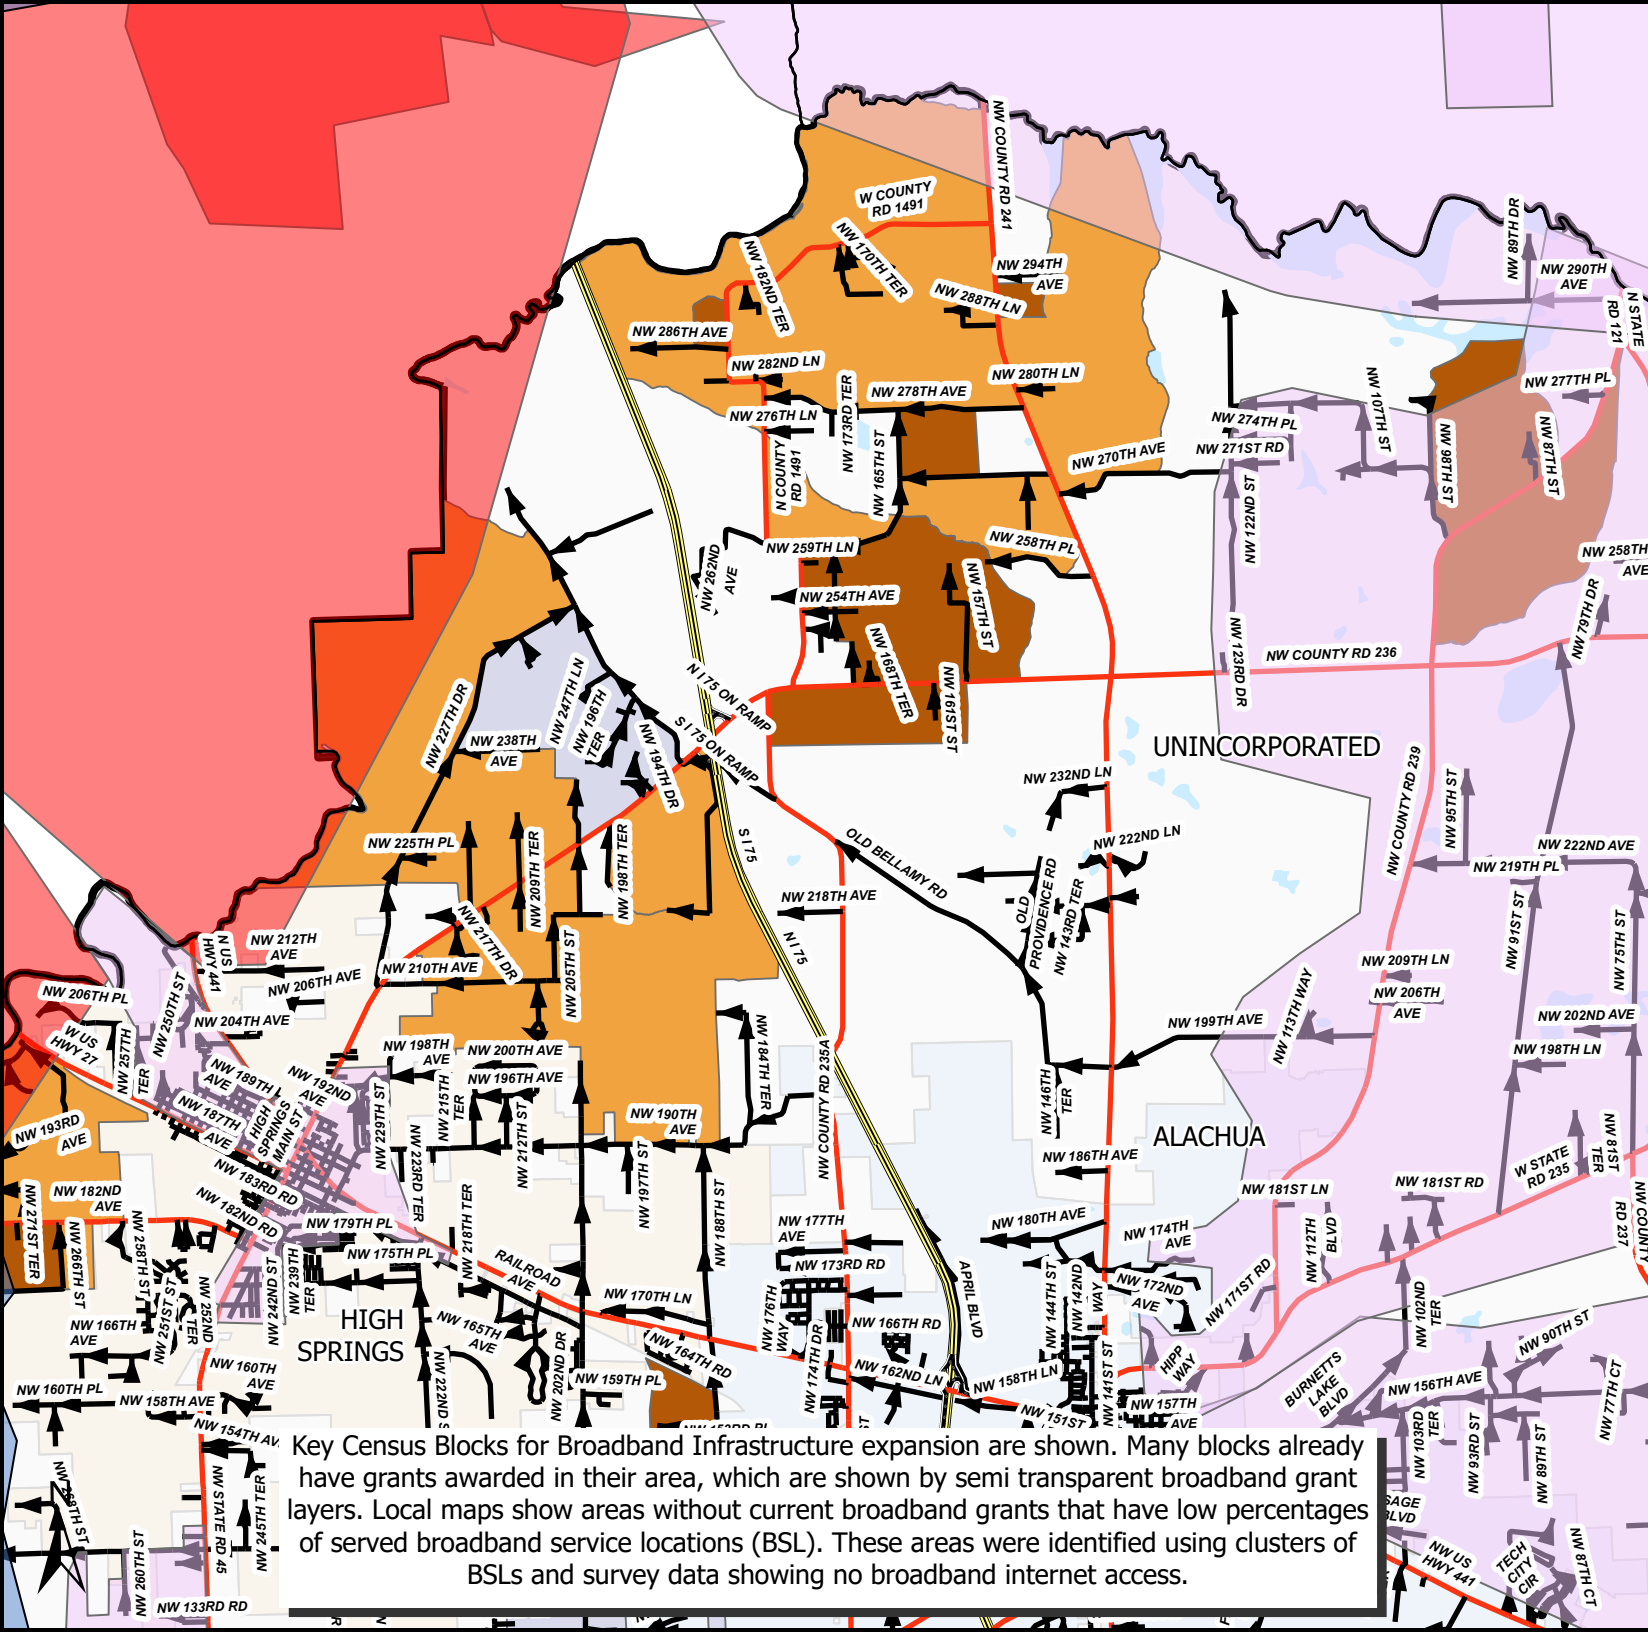 NW COUNTY RD 241
W COUNTY
RD 1491
NW 170TH TER
NW 182ND TER
NW 294TH
AVE
NW 288TH LN
NW 89TH DR
NW 290TH
AVE
N STATE
RD 121
NW 286TH AVE
NW 282ND LN
NW 280TH LN
NW 278TH AVE
NW 173RD TER
NW 276TH LN
N COUNTY
RD 1491
NW 165TH ST
NW 107TH ST
NW 277TH PL
NW 274TH PL
NW 271ST RD
NW 270TH AVE
NW 98TH ST
NW 87TH ST
NW 122ND ST
NW 262ND
AVE
NW 259TH LN
NW 258TH PL
NW 258TH
AVE
NW 254TH AVE
NW 157TH ST
NW 79TH DR
NW 123RD DR
NW 168TH TER
NW 161ST ST
NW COUNTY RD 236
NW 227TH DR
NW 247TH LN
NW 196TH
TER
NW 238TH
AVE
NW 194TH DR
N I 75 ON RAMP
S I 75 ON RAMP
UNINCORPORATED
NW 232ND LN
NW COUNTY RD 239
NW 95TH ST
NW 225TH PL
NW 209TH TER
NW 198TH TER
S I 75
OLD BELLAMY RD
NW 222ND LN
NW 222ND AVE
NW 219TH PL
NW 218TH AVE
OLD
PROVIDENCE RD
NW 143RD TER
NW 91ST ST
NW 75TH ST
N US
HWY 441
NW 212TH
AVE
NW 217TH DR
NW 205TH ST
N I 75
NW 210TH AVE
NW 206TH AVE
NW 209TH LN
NW 206TH
AVE
NW 206TH PL
NW 250TH ST
NW 204TH AVE
NW 113TH WAY
NW 199TH AVE
NW 202ND AVE
NW 198TH LN
W US
HWY 27
NW 257TH
TER
NW 189TH L
AVE
NW 192ND
AVE
NW 198TH
AVE
NW 200TH AVE
NW 196TH AVE
NW 184TH TER
NW COUNTY RD 235A
NW 146TH
TER
NW 187TH
AVE
HIGH
SPRINGS
MAIN ST
NW 229TH ST
NW 215TH
TER
NW 212TH ST
NW 190TH
AVE
NW 193RD
AVE
NW 223RD TER
NW 197TH ST
NW 188TH ST
ALACHUA
NW 186TH AVE
W STATE
RD 235
NW 81ST
TER
NW 183RD RD
NW 182ND
AVE
NW 182ND RD
NW 271ST TER
NW 266TH ST
NW 258TH ST
NW 218TH TER
NW 181ST LN
NW 181ST RD
NW COUNTY
RD 237
NW 179TH PL
NW 175TH PL
NW 177TH
AVE
NW 180TH AVE
NW 174TH
AVE
NW 112TH
BLVD
NW 173RD RD
RAILROAD
AVE
NW 251ST ST
TER
NW 252ND
NW 242ND ST
NW 239TH
TER
NW 170TH LN
NW 176TH
WAY
APRIL BLVD
NW 144TH ST
NW 142ND
WAY
NW 172ND
AVE
NW 171ST RD
NW 102ND
TER
NW 166TH
AVE
HIGH
SPRINGS
NW 165TH
AVE
NW 164TH RD
NW 174TH DR
NW 166TH RD
NW 90TH ST
NW 160TH
AVE
NW 202ND DR
NW 159TH PL
NW 162ND LN
NW 158TH LN
NW 141ST ST
HIPP
WAY
BURNETTS
LAKE
BLVD
NW 156TH AVE
NW 77TH CT
NW 160TH PL
NW 158TH AVE
NW 154TH AV
NW 222ND S
NW 151ST
NW 157TH
AVE
NW 103RD
TER
NW 93RD ST
NW 89TH ST
NW 268TH ST
NW STATE RD 45
NW 245TH TER
NW 260TH ST
NW 133RD RD
Key Census Blocks for Broadband Infrastructure expansion are shown. Many blocks already
have grants awarded in their area, which are shown by semi transparent broadband grant
layers. Local maps show areas without current broadband grants that have low percentages
of served broadband service locations (BSL). These areas were identified using clusters of
BSLs and survey data showing no broadband internet access.
SAGE
BLVD
NW US
HWY 441
TECH
CITY
CIR
NW 87TH CT